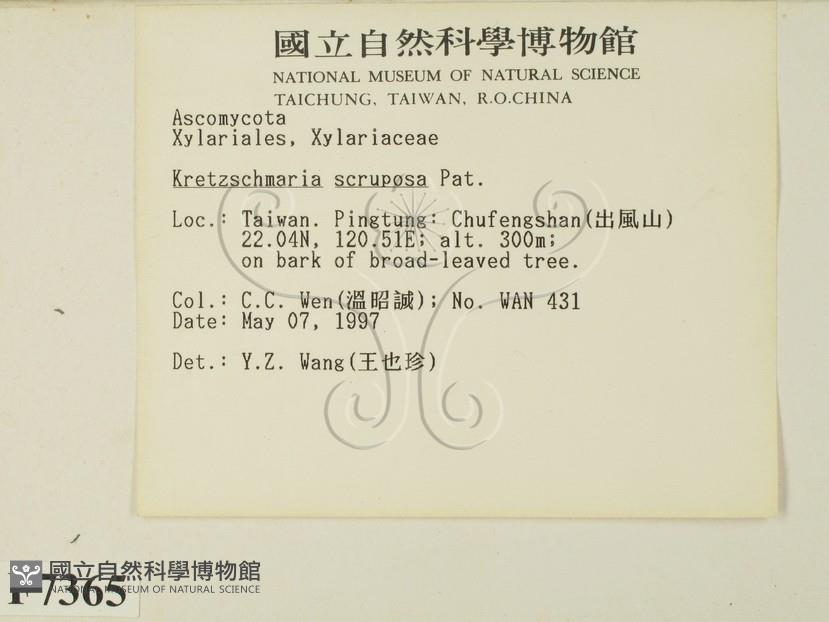 國立自然科學博物館
NATIONAL MUSEUM OF NATURAL SCIENCE
TAICHUNG, TAIWAN, R.O.CHINA
Ascomycota
Xylariales, Xylariaceae
Kretzschmaria scruposa Pat.
Loc.: Taiwan. Pingtung: Chufengshan(出風山)
22.04N, 120.51E; alt. 300m;
on bark of broad-leaved tree.
Col.: C.C. Wen(溫昭誠); No. WAN 431
Date: May 07, 1997
Det.: Y.Z. Wang(王也珍)
國立自然科學博物館
NATIONAL MUSEUM OF NATURAL SCIENCE
F7365